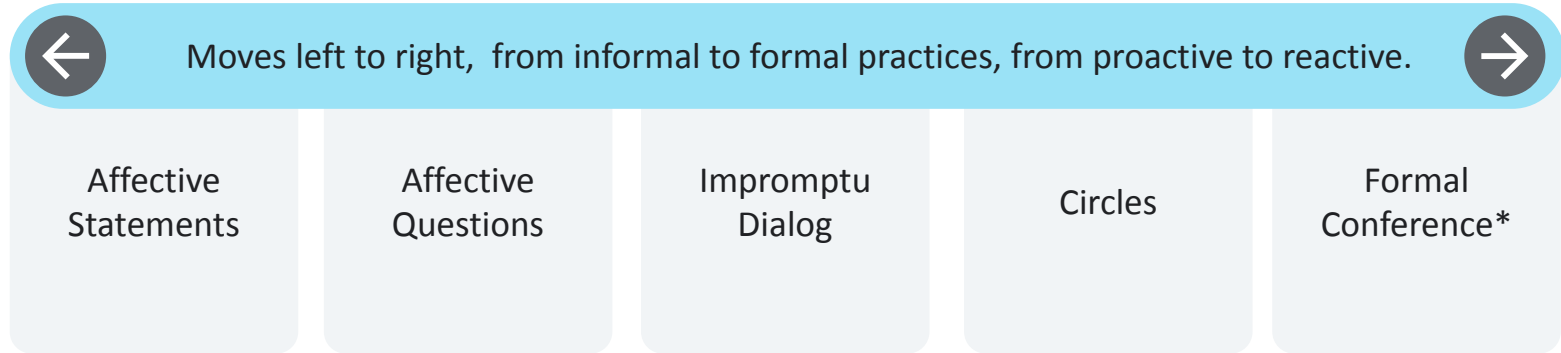 Moves left to right, from informal to formal practices, from proactive to reactive.
Affective
Statements
Affective
Questions
Impromptu
Dialog
Circles
Formal
Conference*